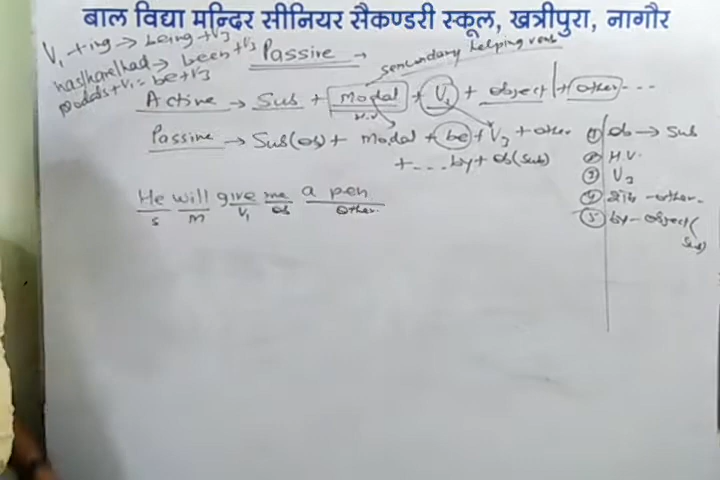 बाल विद्या मन्दिर सीनियर सैकण्डरी स्कूल, खत्रीपुरा, नागौर
V₁ +ing → being +V₃
has/have/had → been +V₃
modals + V₁ = be+V₃
Passive →
helping verb
Active → Sub + Modal + V₁ + object + other ...
H.V.
Passive → Sub(ob) + modal + be + V₃ + other
+ ... by + ob(sub)
① ob → sub
② H.V.
③ V₃
④ शेष - other.
⑤ by - object(
sub)
He will give me a pen
S M V₁ ob other.